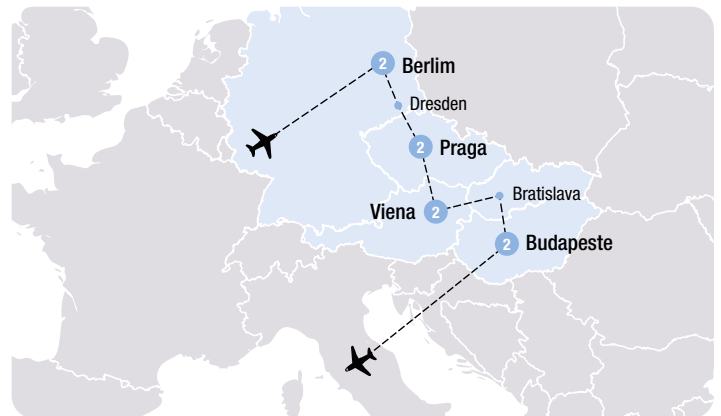 2 Berlim
Dresden
2 Praga
Bratislava
Viena 2
2 Budapeste